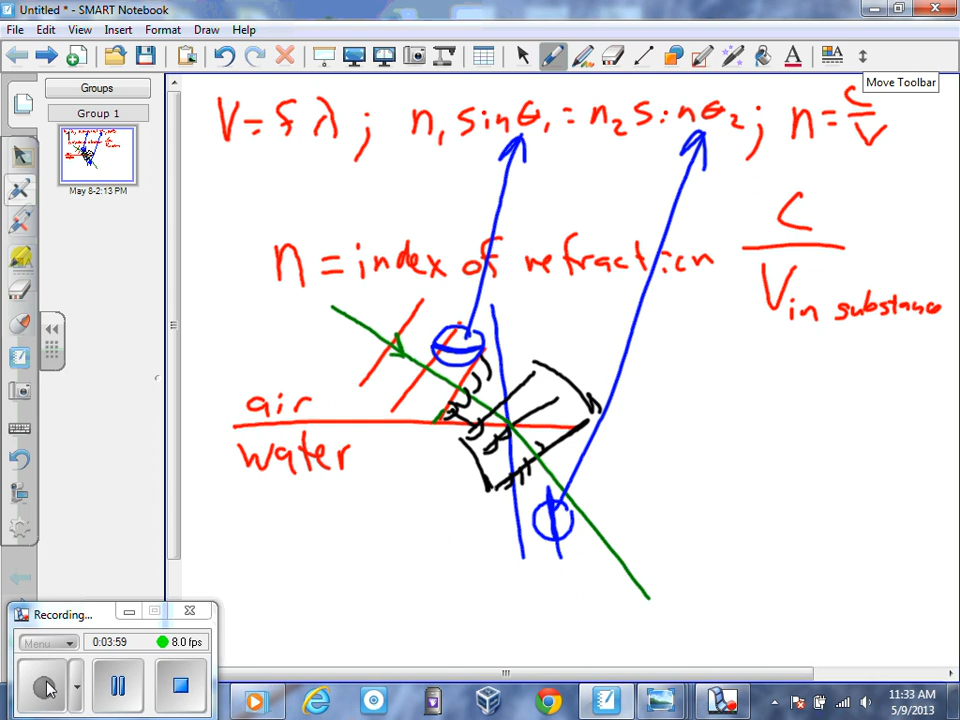 Untitled * - SMART Notebook
File Edit View Insert Format Draw Help
Move Toolbar
Groups
Group 1
May 8-2:13 PM
V = f λ ; n₁ sinθ₁ = n₂ sinθ₂ ; n = C/V
n = index of refraction C/V in substance
air
water
Recording...
Menu
0:03:59
8.0 fps
11:33 AM
5/9/2013